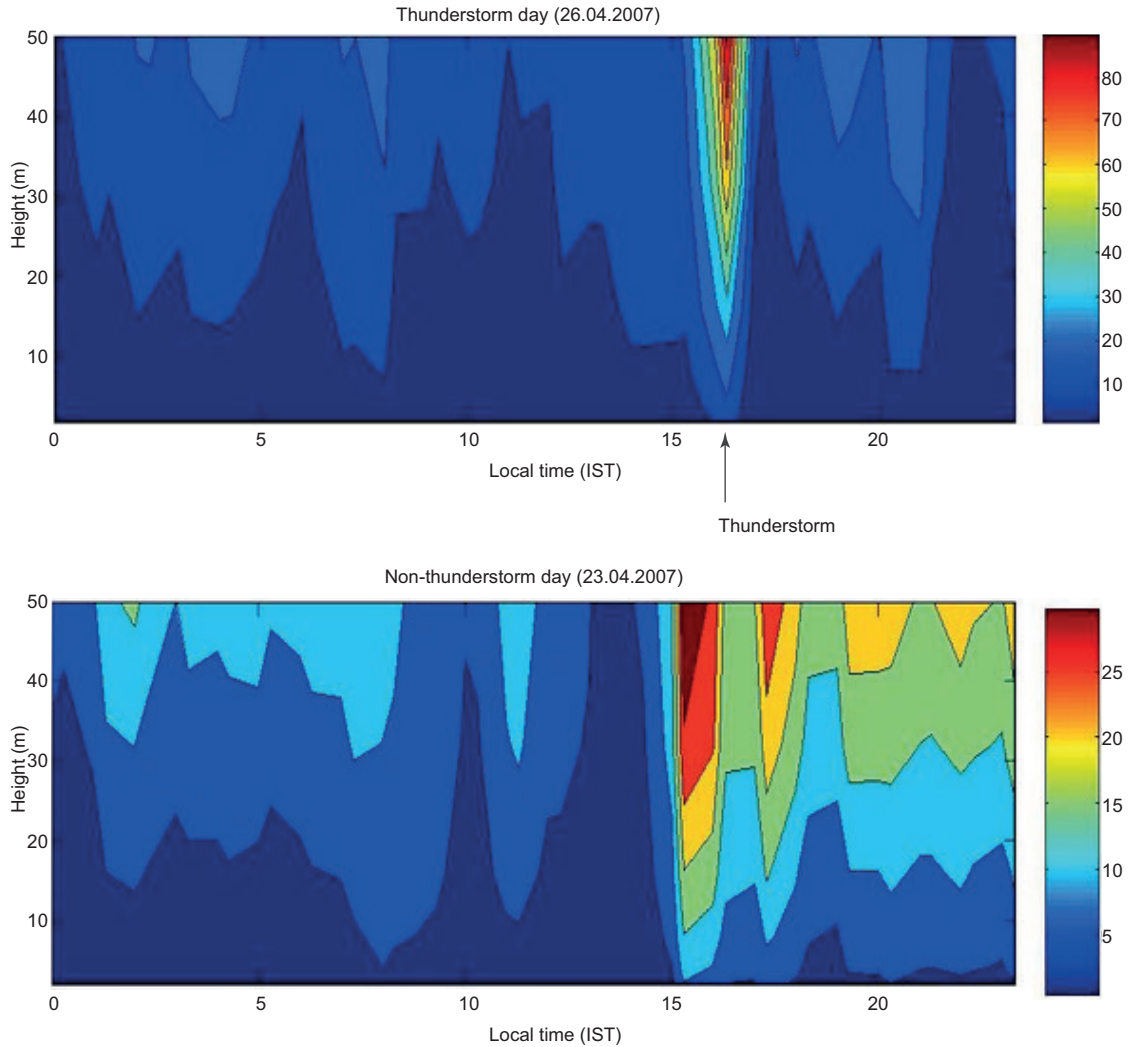 Thunderstorm day (26.04.2007)
50
40
30
20
10
Height (m)
0 5 10 15 20
Local time (IST)
80
70
60
50
40
30
20
10
Thunderstorm
Non-thunderstorm day (23.04.2007)
50
40
30
20
10
Height (m)
0 5 10 15 20
Local time (IST)
25
20
15
10
5